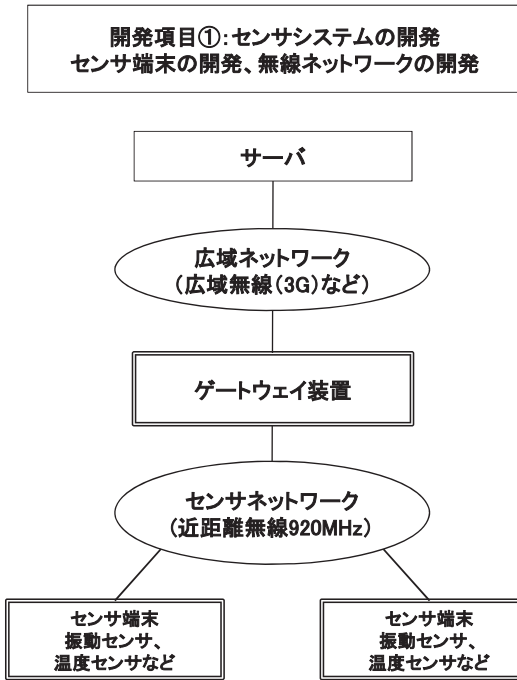 開発項目①:センサシステムの開発
センサ端末の開発、無線ネットワークの開発
サーバ
広域ネットワーク
(広域無線(3G)など)
ゲートウェイ装置
センサネットワーク
(近距離無線920MHz)
センサ端末
振動センサ、
温度センサなど
センサ端末
振動センサ、
温度センサなど